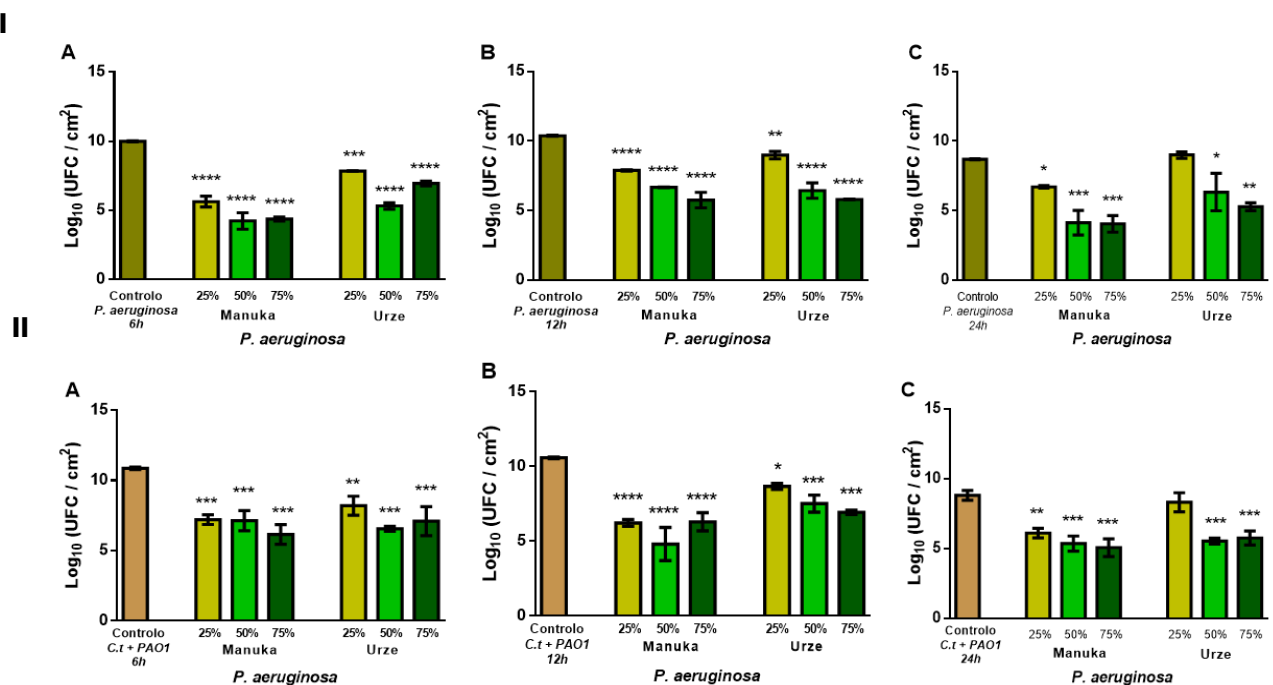 I
A
15
10
5
0
Log10 (UFC / cm2)
****
****
****
***
****
****
Controlo
P. aeruginosa
6h
25% 50% 75%
Manuka
25% 50% 75%
Urze
P. aeruginosa
B
15
10
5
0
Log10 (UFC / cm2)
****
****
****
**
****
****
Controlo
P. aeruginosa
12h
25% 50% 75%
Manuka
25% 50% 75%
Urze
P. aeruginosa
C
15
10
5
0
Log10 (UFC / cm2)
*
***
***
*
**
Controlo
P. aeruginosa
24h
25% 50% 75%
Manuka
25% 50% 75%
Urze
P. aeruginosa
II
A
15
10
5
0
Log10 (UFC / cm2)
***
***
***
**
***
***
Controlo
C.t + PAO1
6h
25% 50% 75%
Manuka
25% 50% 75%
Urze
P. aeruginosa
B
15
10
5
0
Log10 (UFC / cm2)
****
****
****
*
***
***
Controlo
C.t + PAO1
12h
25% 50% 75%
Manuka
25% 50% 75%
Urze
P. aeruginosa
C
15
10
5
0
Log10 (UFC / cm2)
**
***
***
***
***
Controlo
C.t + PAO1
24h
25% 50% 75%
Manuka
25% 50% 75%
Urze
P. aeruginosa